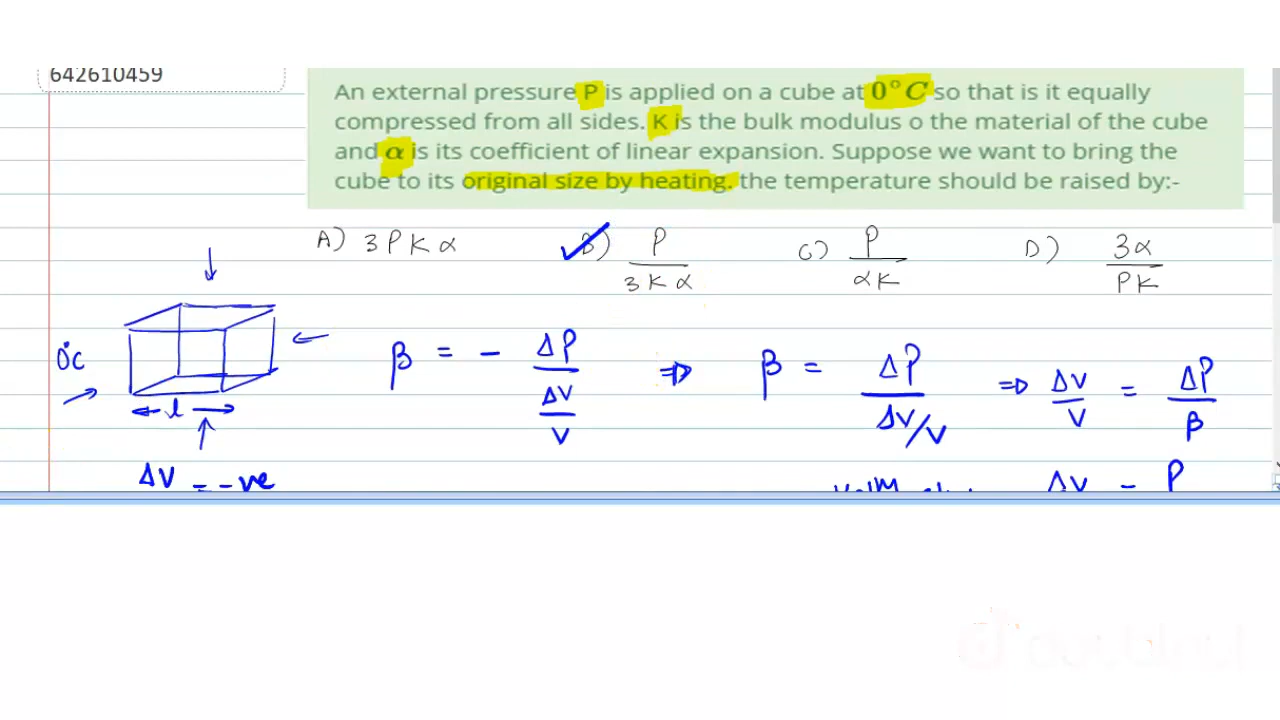 642610459
An external pressure P is applied on a cube at 0°C so that is it equally
compressed from all sides. K is the bulk modulus o the material of the cube
and α is its coefficient of linear expansion. Suppose we want to bring the
cube to its original size by heating. the temperature should be raised by:-
A) 3PKα B) P/3Kα C) P/αK D) 3α/PK
0°C
l
β = - ΔP/(ΔV/V) ⇒ β = ΔP/(ΔV/V) ⇒ ΔV/V = ΔP/β
ΔV = -ve
ΔV = P